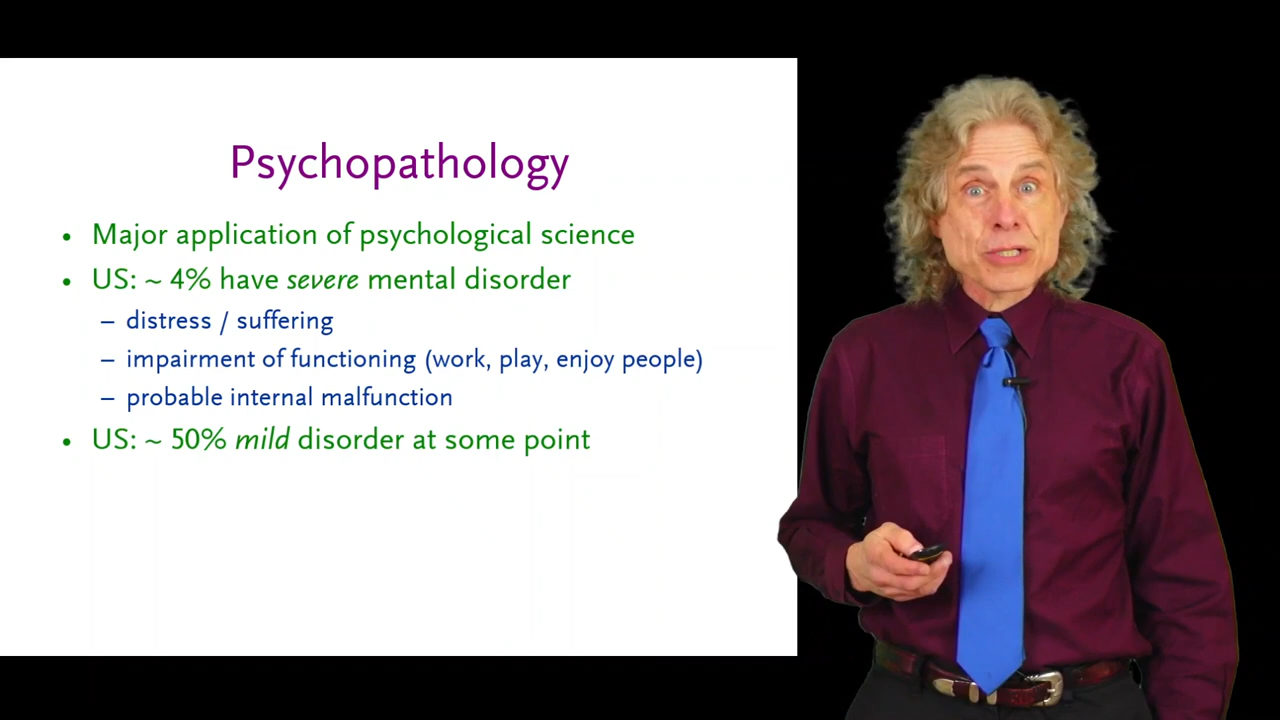 Psychopathology
• Major application of psychological science
• US: ~ 4% have severe mental disorder
– distress / suffering
– impairment of functioning (work, play, enjoy people)
– probable internal malfunction
• US: ~ 50% mild disorder at some point